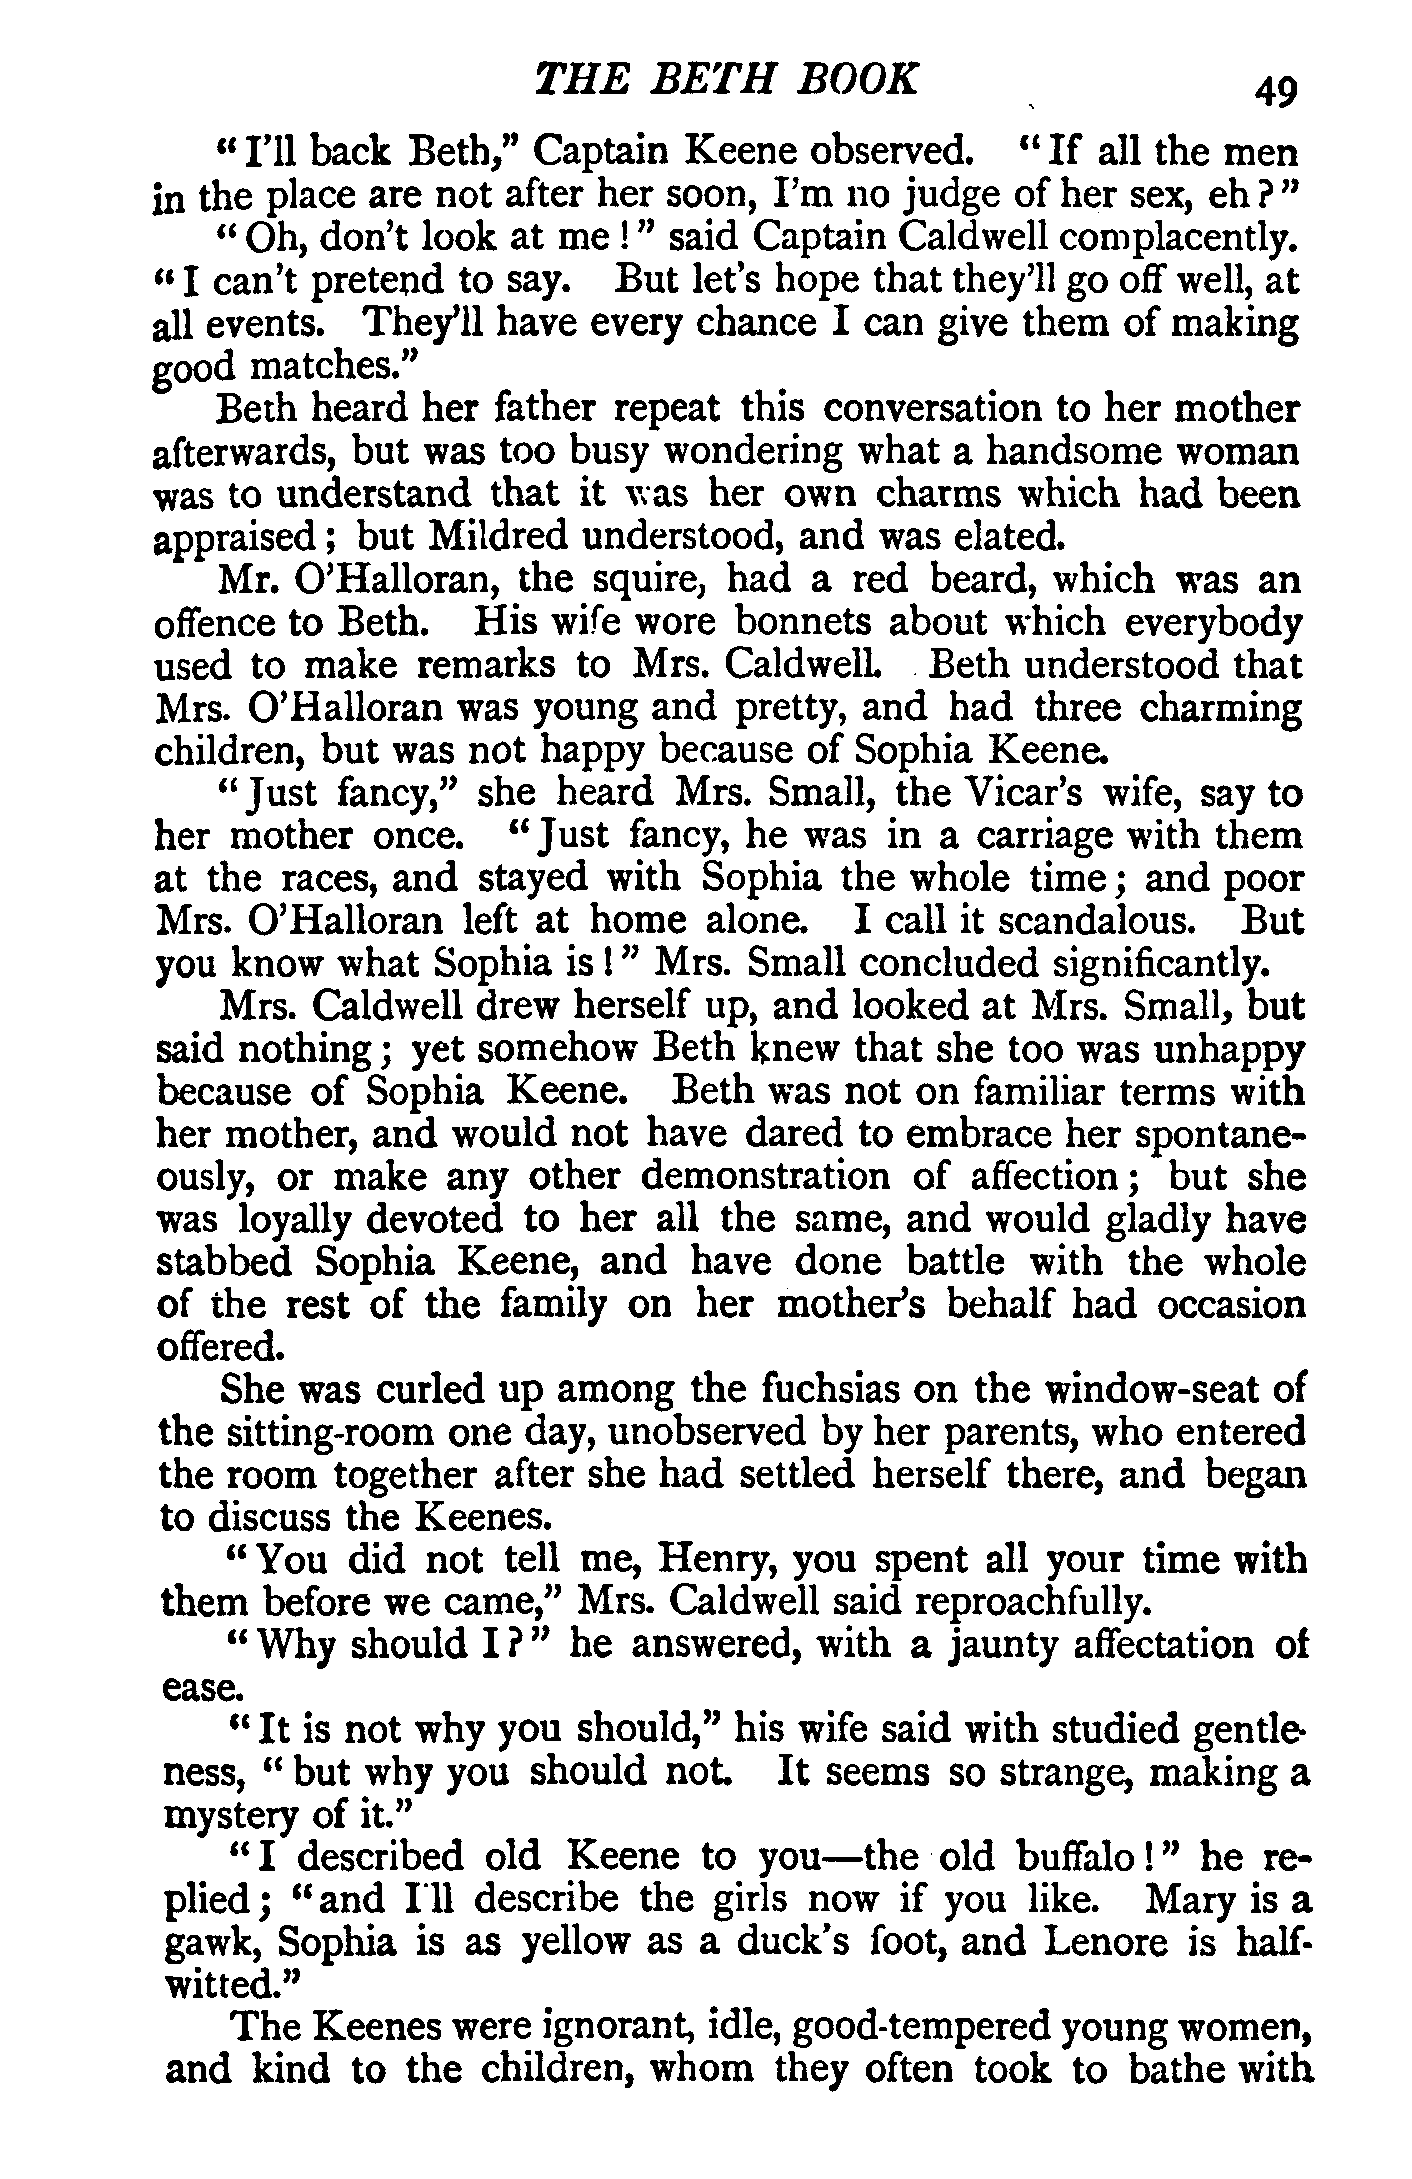 THE BETH BOOK 49
"I'll back Beth," Captain Keene observed. "If all the men
in the place are not after her soon, I'm no judge of her sex, eh?"
"Oh, don't look at me!" said Captain Caldwell complacently.
"I can't pretend to say. But let's hope that they'll go off well, at
all events. They'll have every chance I can give them of making
good matches."
Beth heard her father repeat this conversation to her mother
afterwards, but was too busy wondering what a handsome woman
was to understand that it was her own charms which had been
appraised; but Mildred understood, and was elated.
Mr. O'Halloran, the squire, had a red beard, which was an
offence to Beth. His wife wore bonnets about which everybody
used to make remarks to Mrs. Caldwell. Beth understood that
Mrs. O'Halloran was young and pretty, and had three charming
children, but was not happy because of Sophia Keene.
"Just fancy," she heard Mrs. Small, the Vicar's wife, say to
her mother once. "Just fancy, he was in a carriage with them
at the races, and stayed with Sophia the whole time; and poor
Mrs. O'Halloran left at home alone. I call it scandalous. But
you know what Sophia is!" Mrs. Small concluded significantly.
Mrs. Caldwell drew herself up, and looked at Mrs. Small, but
said nothing; yet somehow Beth knew that she too was unhappy
because of Sophia Keene. Beth was not on familiar terms with
her mother, and would not have dared to embrace her spontane-
ously, or make any other demonstration of affection; but she
was loyally devoted to her all the same, and would gladly have
stabbed Sophia Keene, and have done battle with the whole
of the rest of the family on her mother's behalf had occasion
offered.
She was curled up among the fuchsias on the window-seat of
the sitting-room one day, unobserved by her parents, who entered
the room together after she had settled herself there, and began
to discuss the Keenes.
"You did not tell me, Henry, you spent all your time with
them before we came," Mrs. Caldwell said reproachfully.
"Why should I?" he answered, with a jaunty affectation of
ease.
"It is not why you should," his wife said with studied gentle-
ness, "but why you should not. It seems so strange, making a
mystery of it."
"I described old Keene to you—the old buffalo!" he re-
plied; "and I'll describe the girls now if you like. Mary is a
gawk, Sophia is as yellow as a duck's foot, and Lenore is half-
witted."
The Keenes were ignorant, idle, good-tempered young women,
and kind to the children, whom they often took to bathe with